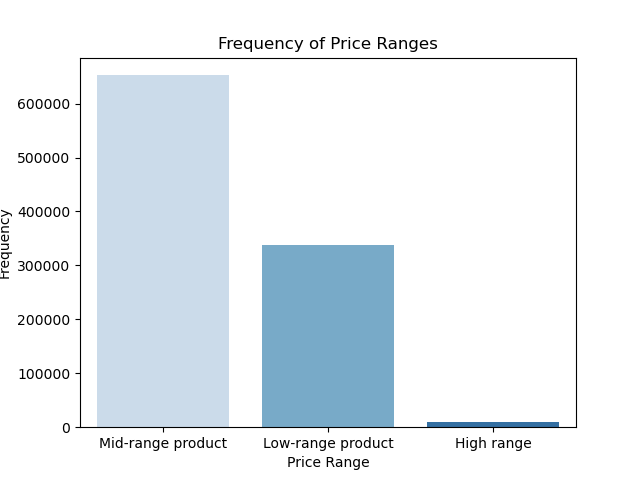 Frequency of Price Ranges
Frequency
600000
500000
400000
300000
200000
100000
0
Mid-range product Low-range product High range
Price Range